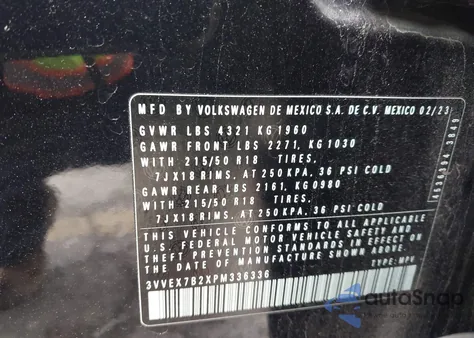 MFD BY VOLKSWAGEN DE MEXICO S.A. DE C.V. MEXICO 02/23
GVWR LBS 4321 KG 1960
GAWR FRONT LBS 2271, KG 1030
WITH 215/50 R18 TIRES,
7JX18 RIMS, AT 250 KPA, 36 PSI COLD
GAWR REAR LBS 2161, KG 0980
WITH 215/50 R18 TIRES,
7JX18 RIMS, AT 250 KPA, 36 PSI COLD
THIS VEHICLE CONFORMS TO ALL APPLICABLE
U.S. FEDERAL MOTOR VEHICLE SAFETY AND
THEFT PREVENTION STANDARDS IN EFFECT ON
THE DATE OF MANUFACTURE SHOWN ABOVE.
3VVEX7B2XPM336336 TYPE: MPV
autoSnap